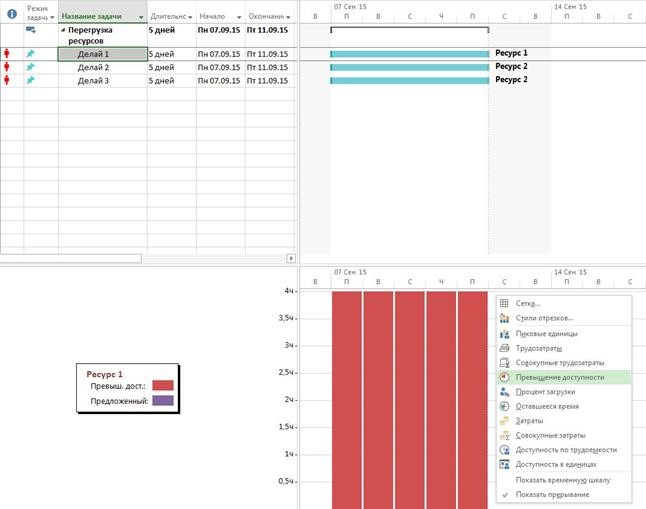 Режим задачи
Название задачи
Длительнс
Начало
Окончани
Перегрузка ресурсов
5 дней
Пн 07.09.15
Пт 11.09.15
Делай 1
5 дней
Пн 07.09.15
Пт 11.09.15
Делай 2
5 дней
Пн 07.09.15
Пт 11.09.15
Делай 3
5 дней
Пн 07.09.15
Пт 11.09.15
07 Сен '15
14 Сен '15
В П В С Ч П С В П В С
Ресурс 1
Ресурс 2
Ресурс 2
07 Сен '15
14 Сен '15
В П В С Ч П С В П В С
4ч
3,5ч
3ч
2,5ч
2ч
1,5ч
1ч
0,5ч
Ресурс 1
Превыш. дост.:
Предложенный:
Сетка...
Стили отрезков...
Пиковые единицы
Трудозатраты
Совокупные трудозатраты
Превышение доступности
Процент загрузки
Оставшееся время
Затраты
Совокупные затраты
Доступность по трудоемкости
Доступность в единицах
Показать временную шкалу
Показать прерывание